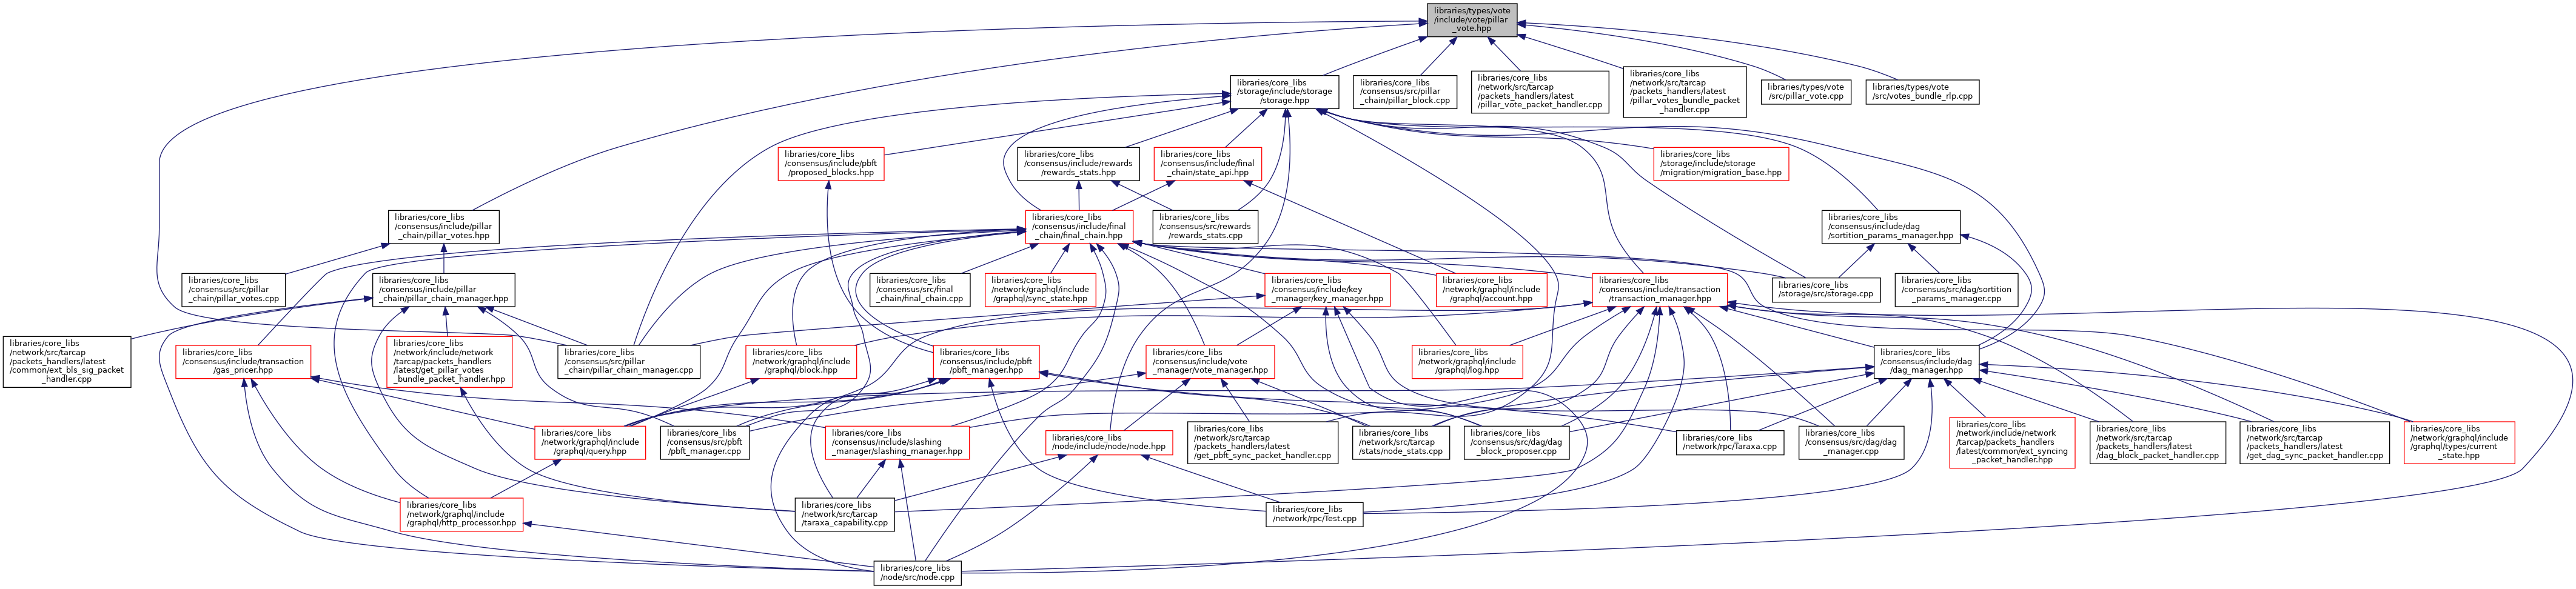 libraries/types/vote
/include/vote/pillar
_vote.hpp
libraries/core_libs
/storage/include/storage
/storage.hpp
libraries/core_libs
/consensus/src/pillar
_chain/pillar_block.cpp
libraries/core_libs
/network/src/tarcap
/packets_handlers/latest
/pillar_vote_packet_handler.cpp
libraries/core_libs
/network/src/tarcap
/packets_handlers/latest
/pillar_votes_bundle_packet
_handler.cpp
libraries/types/vote
/src/pillar_vote.cpp
libraries/types/vote
/src/votes_bundle_rlp.cpp
libraries/core_libs
/consensus/include/pbft
/proposed_blocks.hpp
libraries/core_libs
/consensus/include/rewards
/rewards_stats.hpp
libraries/core_libs
/consensus/include/final
_chain/state_api.hpp
libraries/core_libs
/storage/include/storage
/migration/migration_base.hpp
libraries/core_libs
/consensus/include/pillar
_chain/pillar_votes.hpp
libraries/core_libs
/consensus/include/final
_chain/final_chain.hpp
libraries/core_libs
/consensus/src/rewards
/rewards_stats.cpp
libraries/core_libs
/consensus/include/dag
/sortition_params_manager.hpp
libraries/core_libs
/consensus/src/pillar
_chain/pillar_votes.cpp
libraries/core_libs
/consensus/include/pillar
_chain/pillar_chain_manager.hpp
libraries/core_libs
/consensus/src/final
_chain/final_chain.cpp
libraries/core_libs
/network/graphql/include
/graphql/sync_state.hpp
libraries/core_libs
/consensus/include/key
_manager/key_manager.hpp
libraries/core_libs
/network/graphql/include
/graphql/account.hpp
libraries/core_libs
/consensus/include/transaction
/transaction_manager.hpp
libraries/core_libs
/storage/src/storage.cpp
libraries/core_libs
/consensus/src/dag/sortition
_params_manager.cpp
libraries/core_libs
/network/src/tarcap
/packets_handlers/latest
/common/ext_bls_sig_packet
_handler.cpp
libraries/core_libs
/consensus/include/transaction
/gas_pricer.hpp
libraries/core_libs
/network/include/network
/tarcap/packets_handlers
/latest/get_pillar_votes
_bundle_packet_handler.hpp
libraries/core_libs
/consensus/src/pillar
_chain/pillar_chain_manager.cpp
libraries/core_libs
/network/graphql/include
/graphql/block.hpp
libraries/core_libs
/consensus/include/pbft
/pbft_manager.hpp
libraries/core_libs
/consensus/include/vote
_manager/vote_manager.hpp
libraries/core_libs
/network/graphql/include
/graphql/log.hpp
libraries/core_libs
/consensus/include/dag
/dag_manager.hpp
libraries/core_libs
/network/graphql/include
/graphql/query.hpp
libraries/core_libs
/consensus/src/pbft
/pbft_manager.cpp
libraries/core_libs
/consensus/include/slashing
_manager/slashing_manager.hpp
libraries/core_libs
/node/include/node/node.hpp
libraries/core_libs
/network/src/tarcap
/packets_handlers/latest
/get_pbft_sync_packet_handler.cpp
libraries/core_libs
/network/src/tarcap
/stats/node_stats.cpp
libraries/core_libs
/consensus/src/dag/dag
_block_proposer.cpp
libraries/core_libs
/network/rpc/Taraxa.cpp
libraries/core_libs
/consensus/src/dag/dag
_manager.cpp
libraries/core_libs
/network/include/network
/tarcap/packets_handlers
/latest/common/ext_syncing
_packet_handler.hpp
libraries/core_libs
/network/src/tarcap
/packets_handlers/latest
/dag_block_packet_handler.cpp
libraries/core_libs
/network/src/tarcap
/packets_handlers/latest
/get_dag_sync_packet_handler.cpp
libraries/core_libs
/network/graphql/include
/graphql/types/current
_state.hpp
libraries/core_libs
/network/graphql/include
/graphql/http_processor.hpp
libraries/core_libs
/network/src/tarcap
/taraxa_capability.cpp
libraries/core_libs
/network/rpc/Test.cpp
libraries/core_libs
/node/src/node.cpp